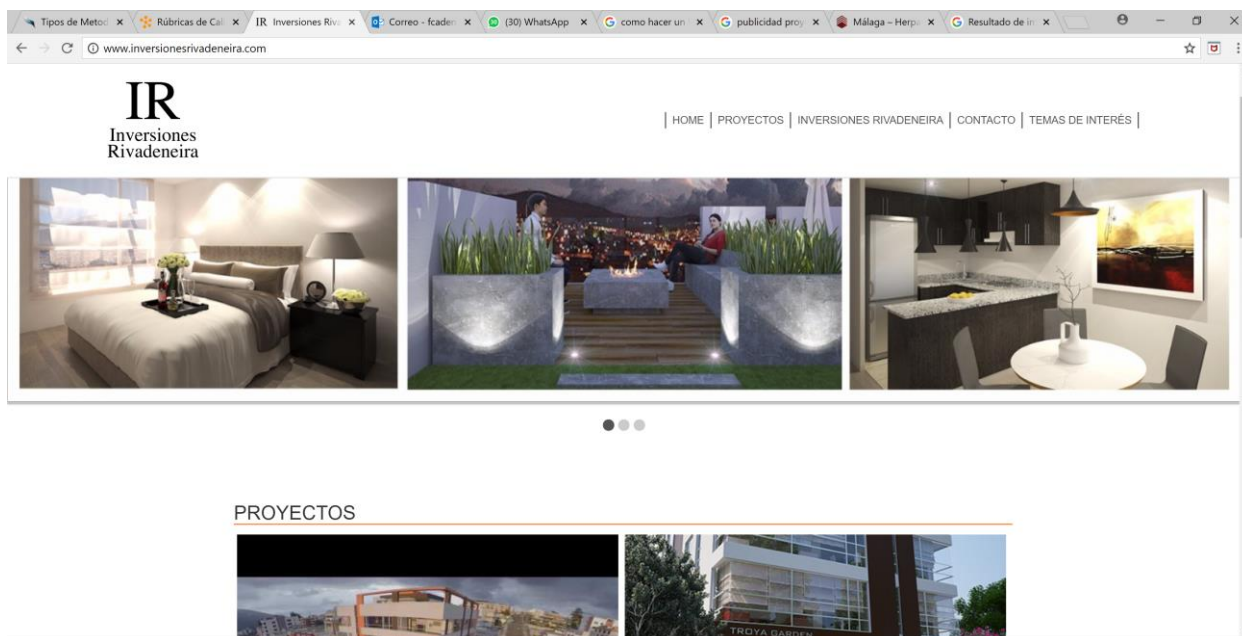 Tipos de Metod
Rúbricas de Cal
IR Inversiones Riva
Correo - fcaden
(30) WhatsApp
como hacer un
publicidad proy
Málaga – Herpa
Resultado de in
www.inversionesrivadeneira.com
IR
Inversiones
Rivadeneira
| HOME | PROYECTOS | INVERSIONES RIVADENEIRA | CONTACTO | TEMAS DE INTERÉS |
PROYECTOS
TROYA GARDEN